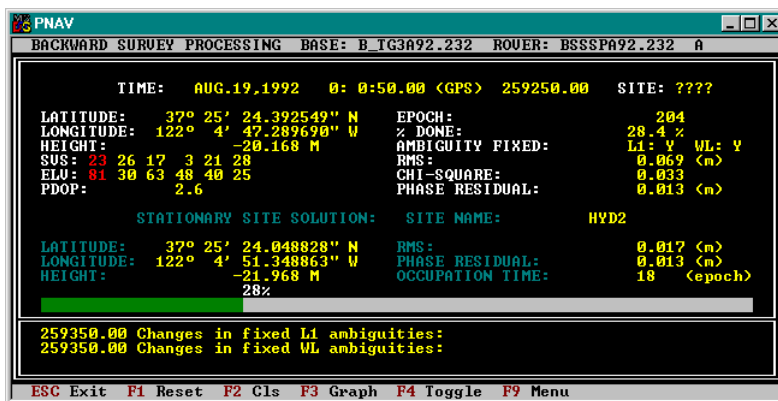 PNAV
BACKWARD SURVEY PROCESSING BASE: B_TG3A92.232 ROVER: BSSSPA92.232 A
TIME: AUG.19,1992 0: 0:50.00 (GPS) 259250.00 SITE: ????
LATITUDE: 37º 25' 24.392549" N EPOCH: 204
LONGITUDE: 122º 4' 47.289690" W % DONE: 28.4 %
HEIGHT: -20.168 M AMBIGUITY FIXED: L1: Y WL: Y
SVS: 23 26 17 3 21 28 RMS: 0.069 (m)
ELV: 81 30 63 48 40 25 CHI-SQUARE: 0.033
PDOP: 2.6 PHASE RESIDUAL: 0.013 (m)
STATIONARY SITE SOLUTION: SITE NAME: HYD2
LATITUDE: 37º 25' 24.048828" N RMS: 0.017 (m)
LONGITUDE: 122º 4' 51.348863" W PHASE RESIDUAL: 0.013 (m)
HEIGHT: -21.968 M OCCUPATION TIME: 18 (epoch)
28%
259350.00 Changes in fixed L1 ambiguities:
259350.00 Changes in fixed WL ambiguities:
ESC Exit F1 Reset F2 Cls F3 Graph F4 Toggle F9 Menu